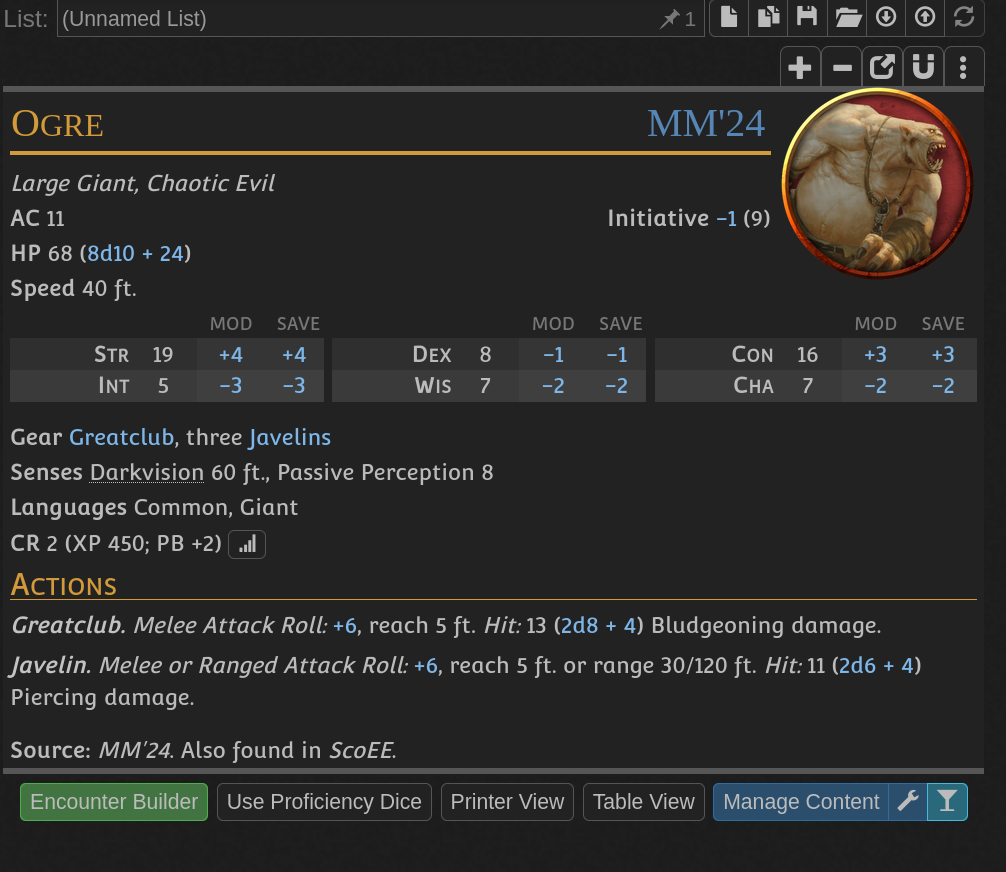 List: (Unnamed List) 1
Ogre MM'24
Large Giant, Chaotic Evil
AC 11 Initiative −1 (9)
HP 68 (8d10 + 24)
Speed 40 ft.
MOD SAVE MOD SAVE MOD SAVE
Str 19 +4 +4 Dex 8 −1 −1 Con 16 +3 +3
Int 5 −3 −3 Wis 7 −2 −2 Cha 7 −2 −2
Gear Greatclub, three Javelins
Senses Darkvision 60 ft., Passive Perception 8
Languages Common, Giant
CR 2 (XP 450; PB +2)
Actions
Greatclub. Melee Attack Roll: +6, reach 5 ft. Hit: 13 (2d8 + 4) Bludgeoning damage.
Javelin. Melee or Ranged Attack Roll: +6, reach 5 ft. or range 30/120 ft. Hit: 11 (2d6 + 4)
Piercing damage.
Source: MM'24. Also found in ScoEE.
Encounter Builder Use Proficiency Dice Printer View Table View Manage Content